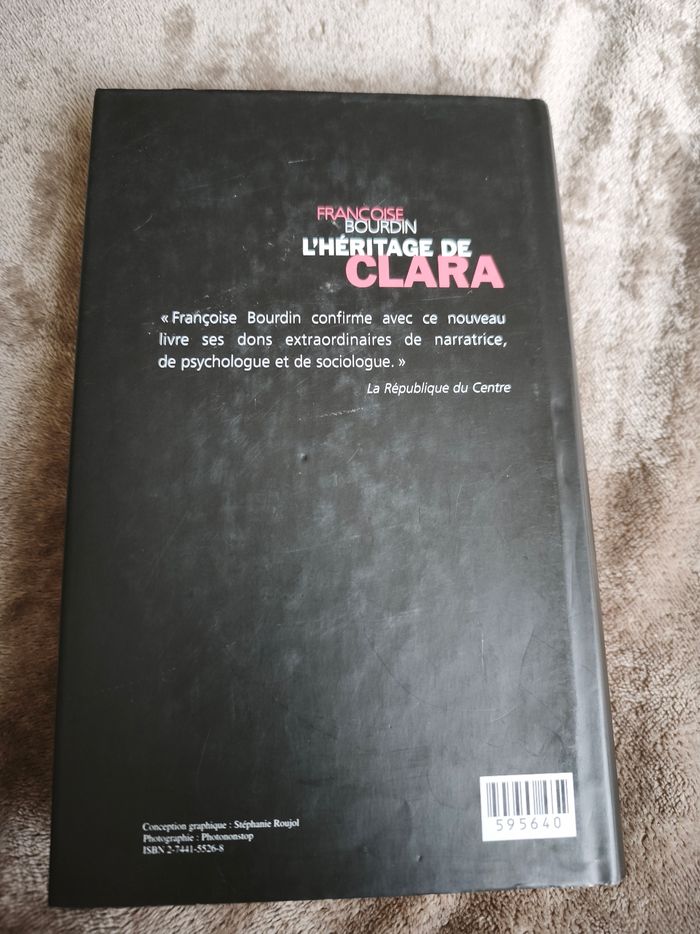 FRANÇOISE
BOURDIN
L'HÉRITAGE DE
CLARA
« Françoise Bourdin confirme avec ce nouveau
livre ses dons extraordinaires de narratrice,
de psychologue et de sociologue. »
La République du Centre
595640
Conception graphique : Stéphanie Roujol
Photographie : Photononstop
ISBN 2-7441-5526-8